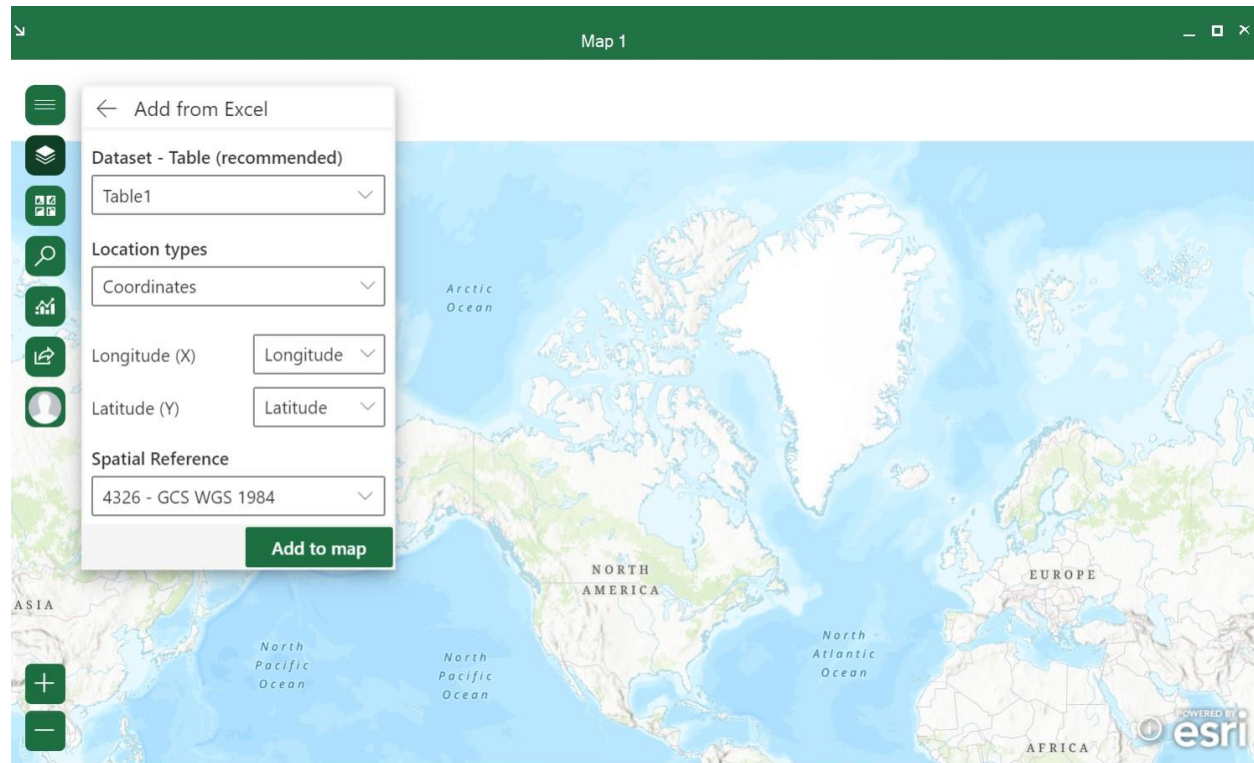 Map 1
Add from Excel
Dataset - Table (recommended)
Table1
Location types
Coordinates
Longitude (X)
Longitude
Latitude (Y)
Latitude
Spatial Reference
4326 - GCS WGS 1984
Add to map
Arctic
Ocean
NORTH
AMERICA
EUROPE
ASIA
North
Pacific
Ocean
North
Pacific
Ocean
North
Atlantic
Ocean
AFRICA
POWERED BY
esri